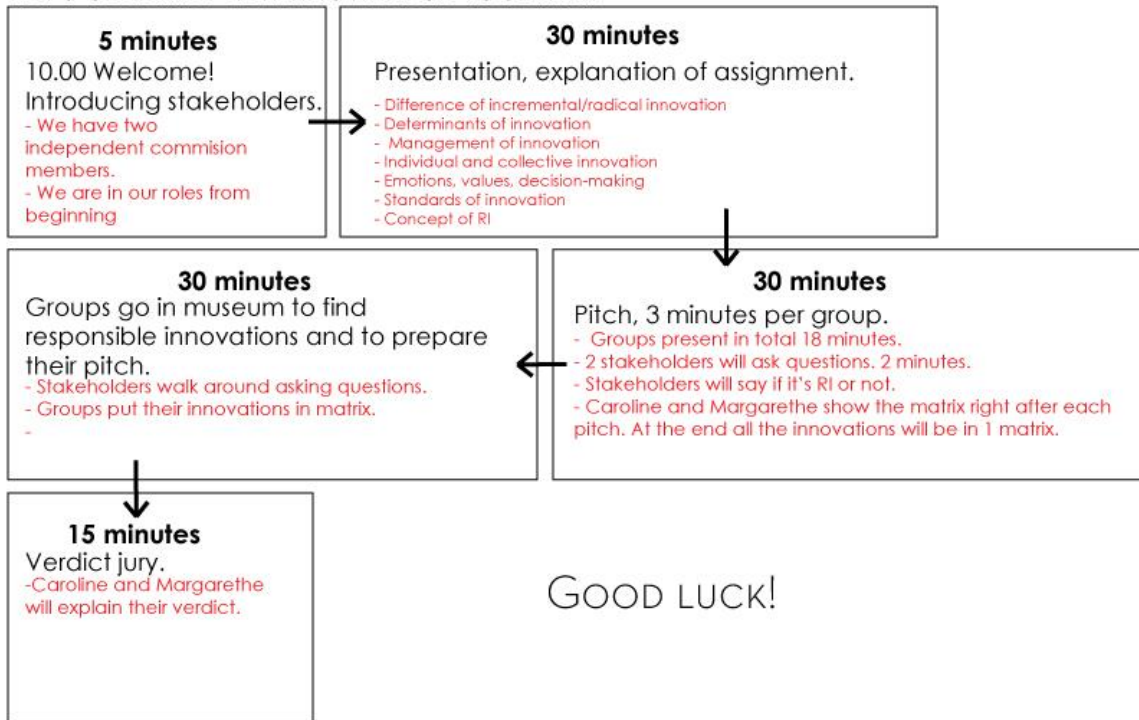 5 minutes
10.00 Welcome!
Introducing stakeholders.
- We have two
independent commision
members.
- We are in our roles from
beginning
30 minutes
Presentation, explanation of assignment.
- Difference of incremental/radical innovation
- Determinants of innovation
- Management of innovation
- Individual and collective innovation
- Emotions, values, decision-making
- Standards of innovation
- Concept of RI
30 minutes
Pitch, 3 minutes per group.
- Groups present in total 18 minutes.
- 2 stakeholders will ask questions. 2 minutes.
- Stakeholders will say if it's RI or not.
- Caroline and Margarethe show the matrix right after each
pitch. At the end all the innovations will be in 1 matrix.
30 minutes
Groups go in museum to find
responsible innovations and to prepare
their pitch.
- Stakeholders walk around asking questions.
- Groups put their innovations in matrix.
-
15 minutes
Verdict jury.
-Caroline and Margarethe
will explain their verdict.
GOOD LUCK!